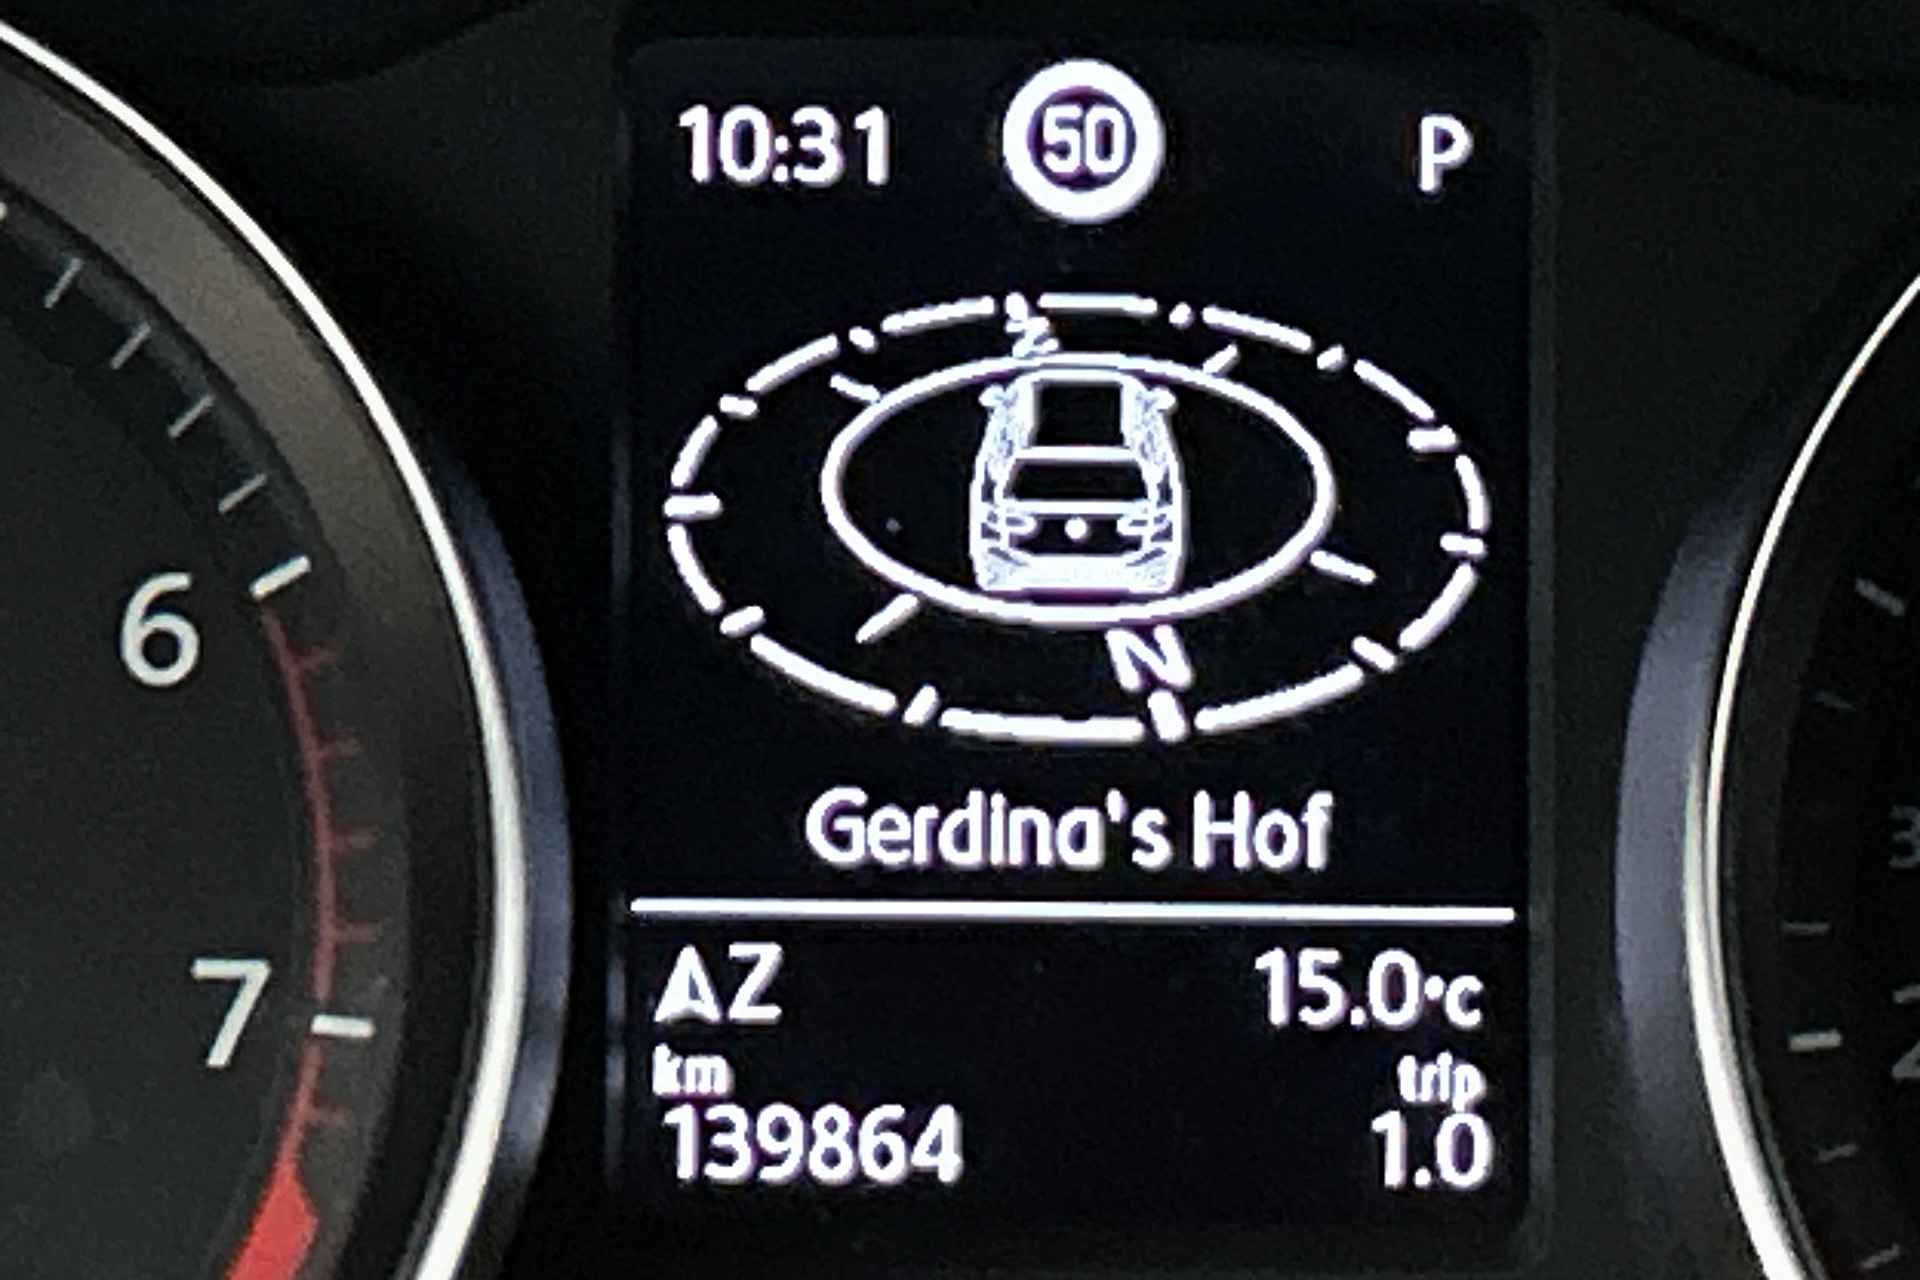 10:31 50 P
Z
N
Gerdina's Hof
AZ 15.0°C
km trip
139864 1.0
6
7